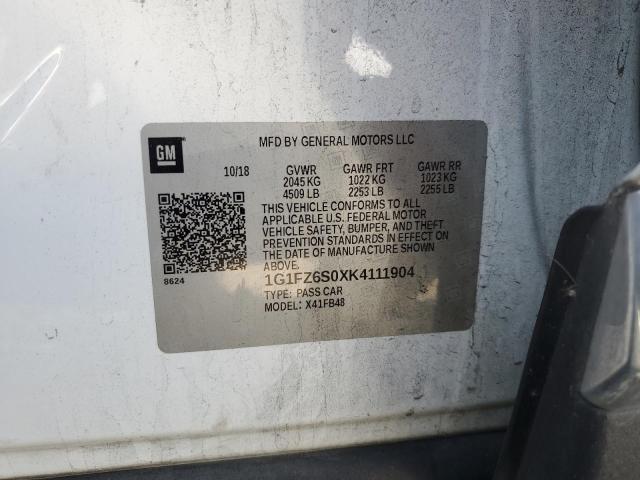 GM
MFD BY GENERAL MOTORS LLC
10/18 GVWR GAWR FRT GAWR RR
2045 KG 1022 KG 1023 KG
4509 LB 2253 LB 2255 LB
THIS VEHICLE CONFORMS TO ALL
APPLICABLE U.S. FEDERAL MOTOR
VEHICLE SAFETY, BUMPER, AND THEFT
PREVENTION STANDARDS IN EFFECT ON
THE DATE OF MANUFACTURE SHOWN
ABOVE.
8624
1G1FZ6S0XK4111904
TYPE: PASS CAR
MODEL: X41FB48